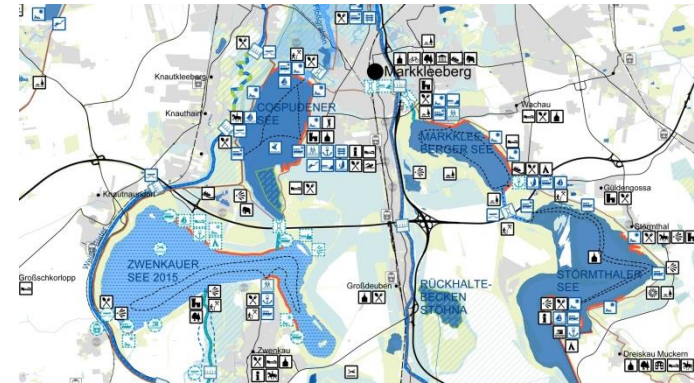 Markkleeberg
Knautkleeberg
COSPUDENER
SEE
Knauthain
Wachau
MARKKLEE-
BERGER SEE
Knautnaundorf
Güldengossa
Störmthal
ZWENKAUER
SEE 2015
Großschkorlopp
Großdeuben
RÜCKHALTE-
BECKEN
STÖHNA
STÖRMTHALER
SEE
Zwenkau
Dreiskau Muckern